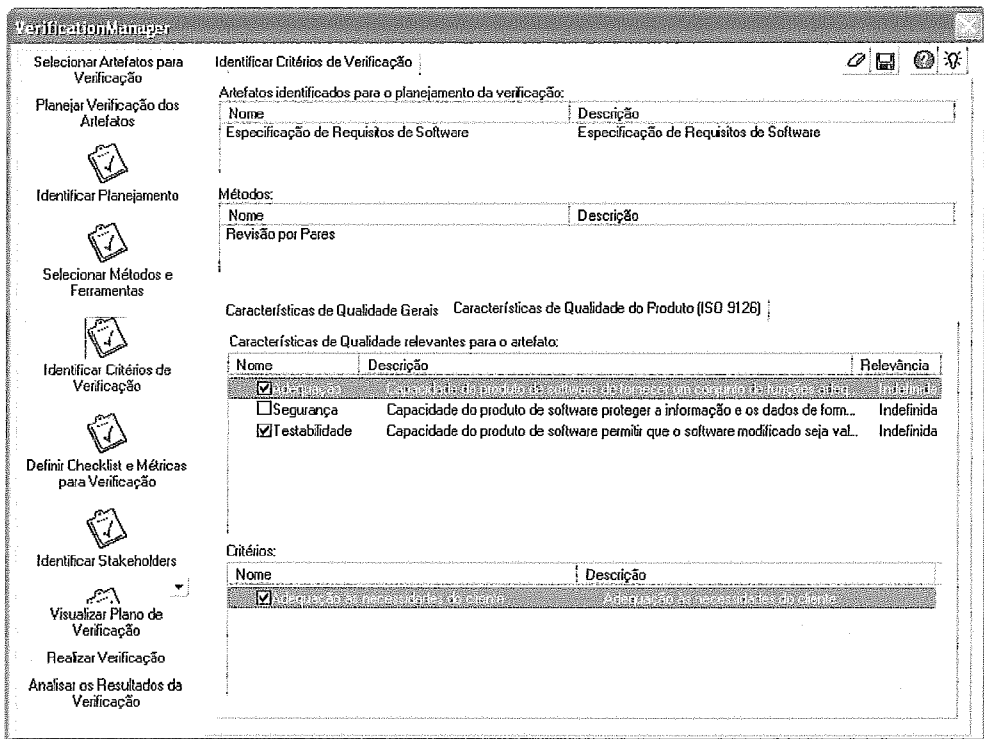 VerificationManager
Selecionar Artefatos para
Verificação
Planejar Verificação dos
Artefatos
Identificar Planejamento
Selecionar Métodos e
Ferramentas
Identificar Critérios de
Verificação
Definir Checklist e Métricas
para Verificação
Identificar Stakeholders
Visualizar Plano de
Verificação
Realizar Verificação
Analisar os Resultados da
Verificação
Identificar Critérios de Verificação
Artefatos identificados para o planejamento da verificação:
Nome Descrição
Especificação de Requisitos de Software Especificação de Requisitos de Software
Métodos:
Nome Descrição
Revisão por Pares
Características de Qualidade Gerais Características de Qualidade do Produto (ISO 9126)
Características de Qualidade relevantes para o artefato:
Nome Descrição Relevância
Adequação Capacidade do produto de software de fornecer um conjunto de funções adeq... Indefinida
Segurança Capacidade do produto de software proteger a informação e os dados de form... Indefinida
Testabilidade Capacidade do produto de software permitir que o software modificado seja val... Indefinida
Critérios:
Nome Descrição
Adequação as necessidades do cliente Adequação as necessidades do cliente